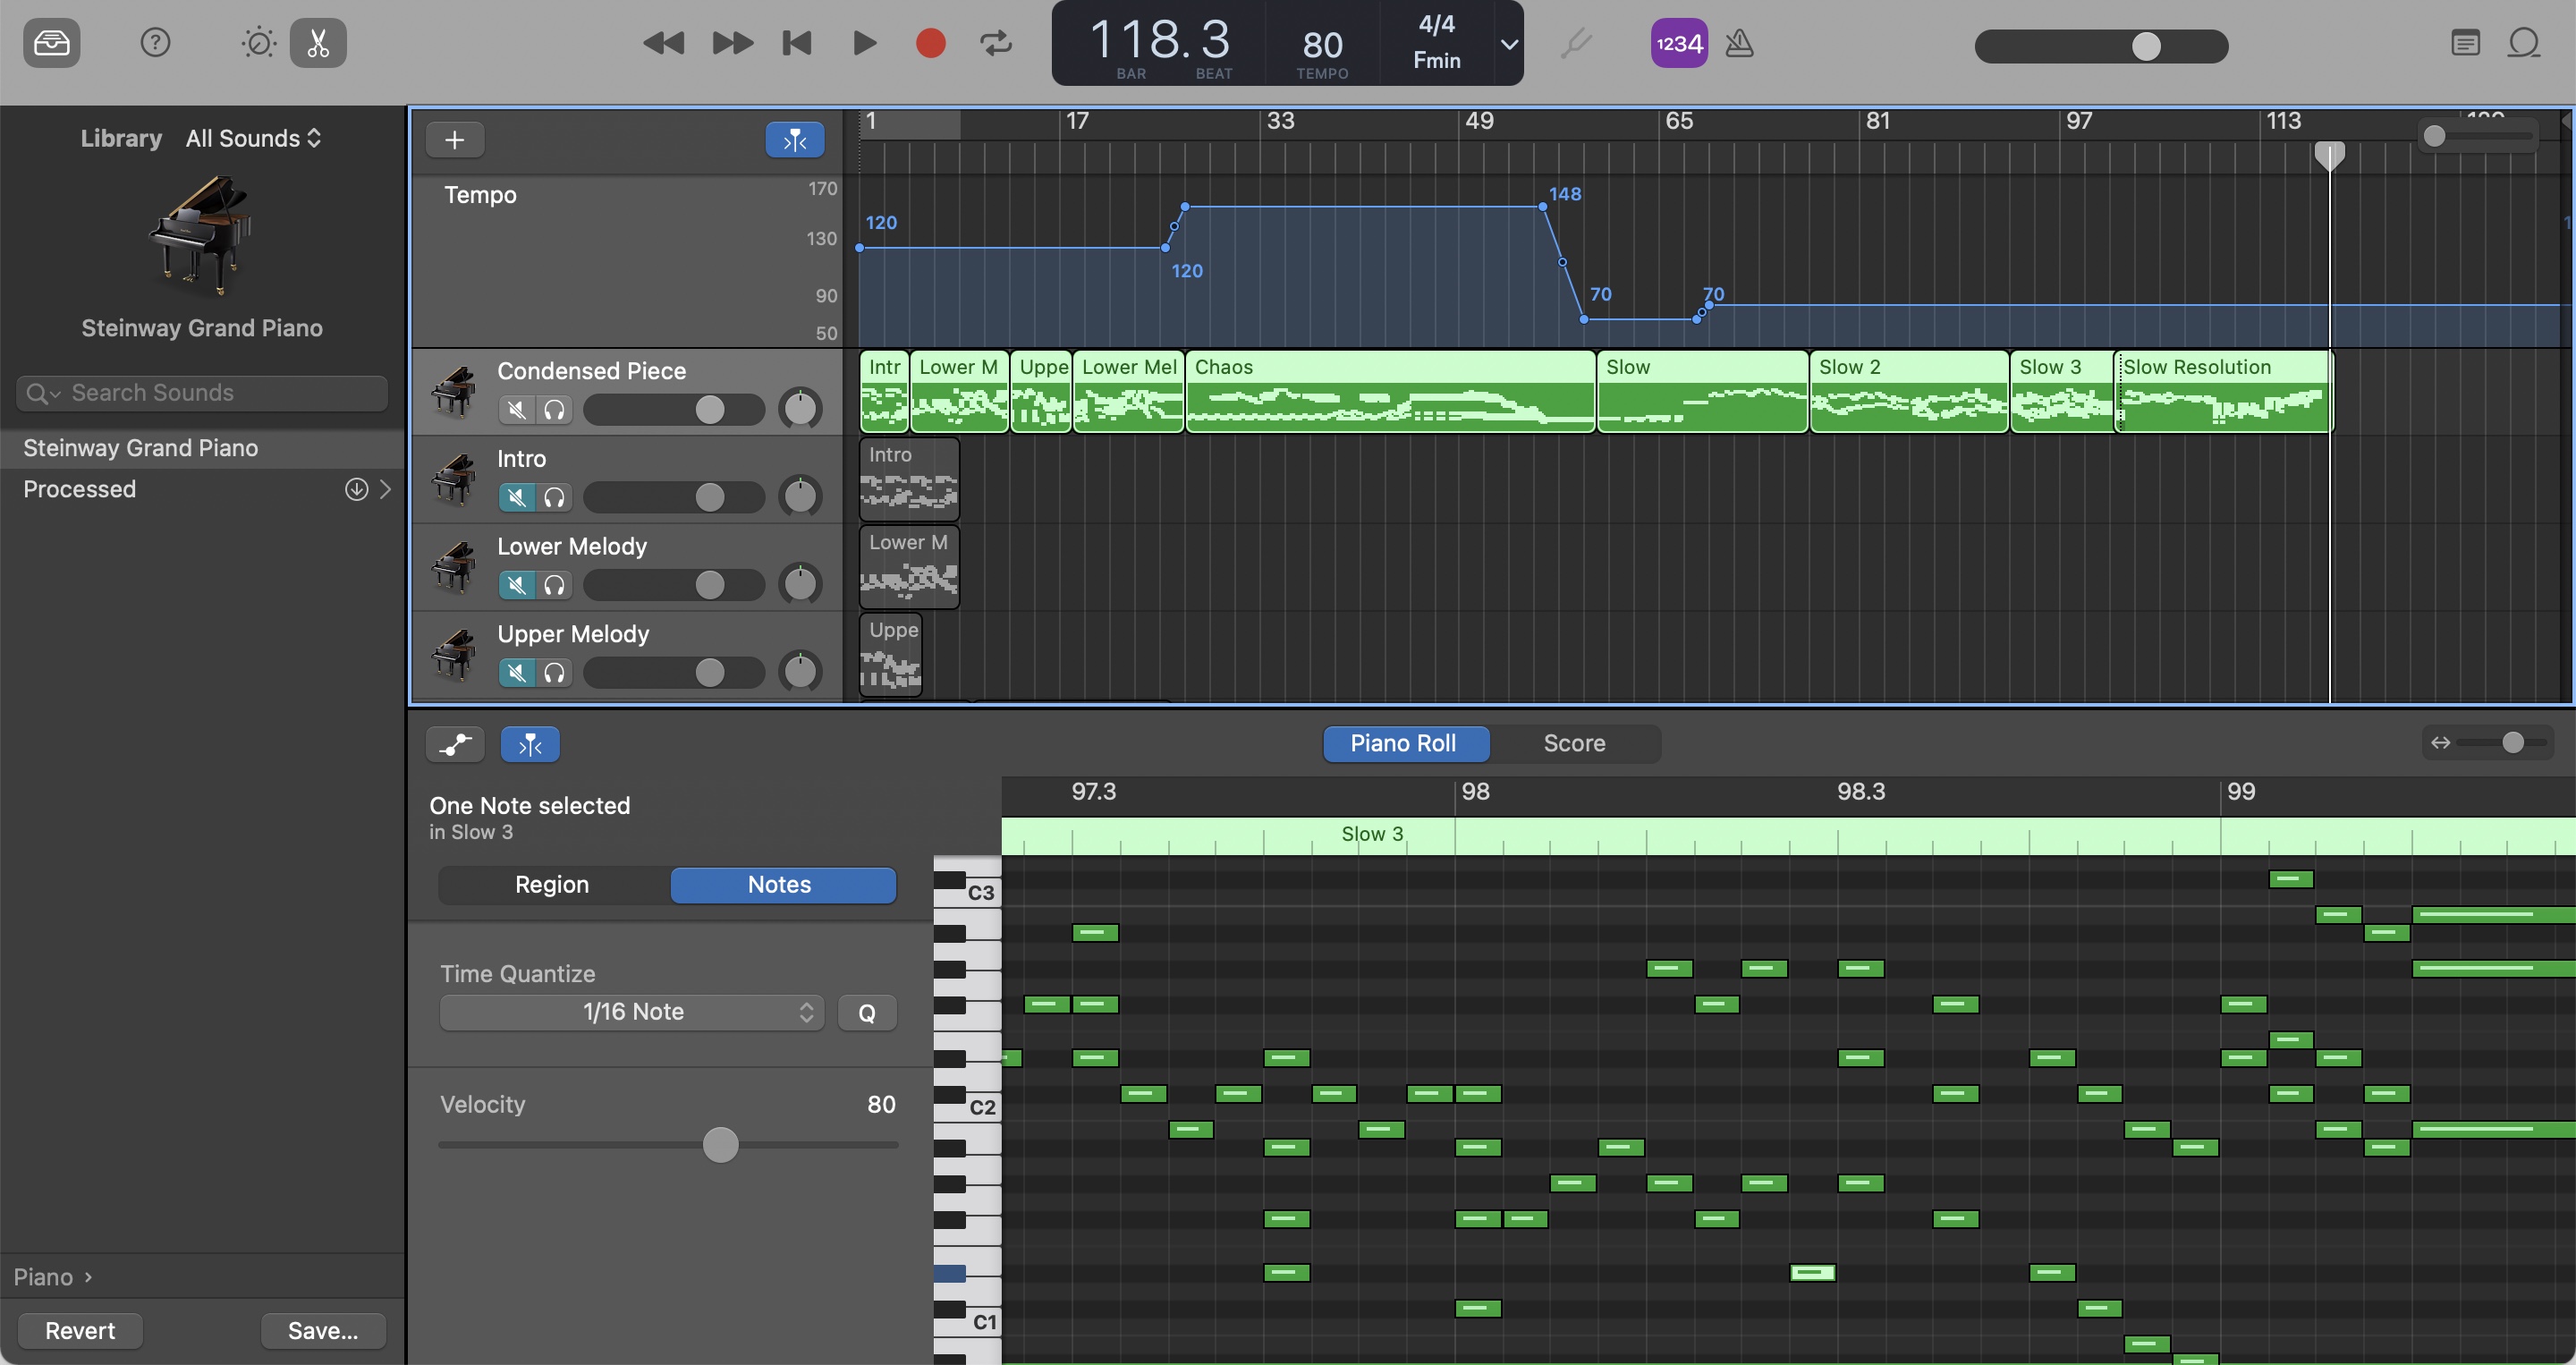 118.3
BAR BEAT
80
TEMPO
4/4
Fmin
1234
Library All Sounds
Steinway Grand Piano
Search Sounds
Steinway Grand Piano
Processed
Piano
Revert Save...
1 17 33 49 65 81 97 113
Tempo
170
130
90
50
120
120
148
70
70
Condensed Piece
Intr
Lower M
Uppe
Lower Mel
Chaos
Slow
Slow 2
Slow 3
Slow Resolution
Intro
Intro
Lower Melody
Lower M
Upper Melody
Uppe
Piano Roll Score
One Note selected
in Slow 3
Region Notes
Time Quantize
1/16 Note Q
Velocity 80
97.3 98 98.3 99
Slow 3
C3
C2
C1